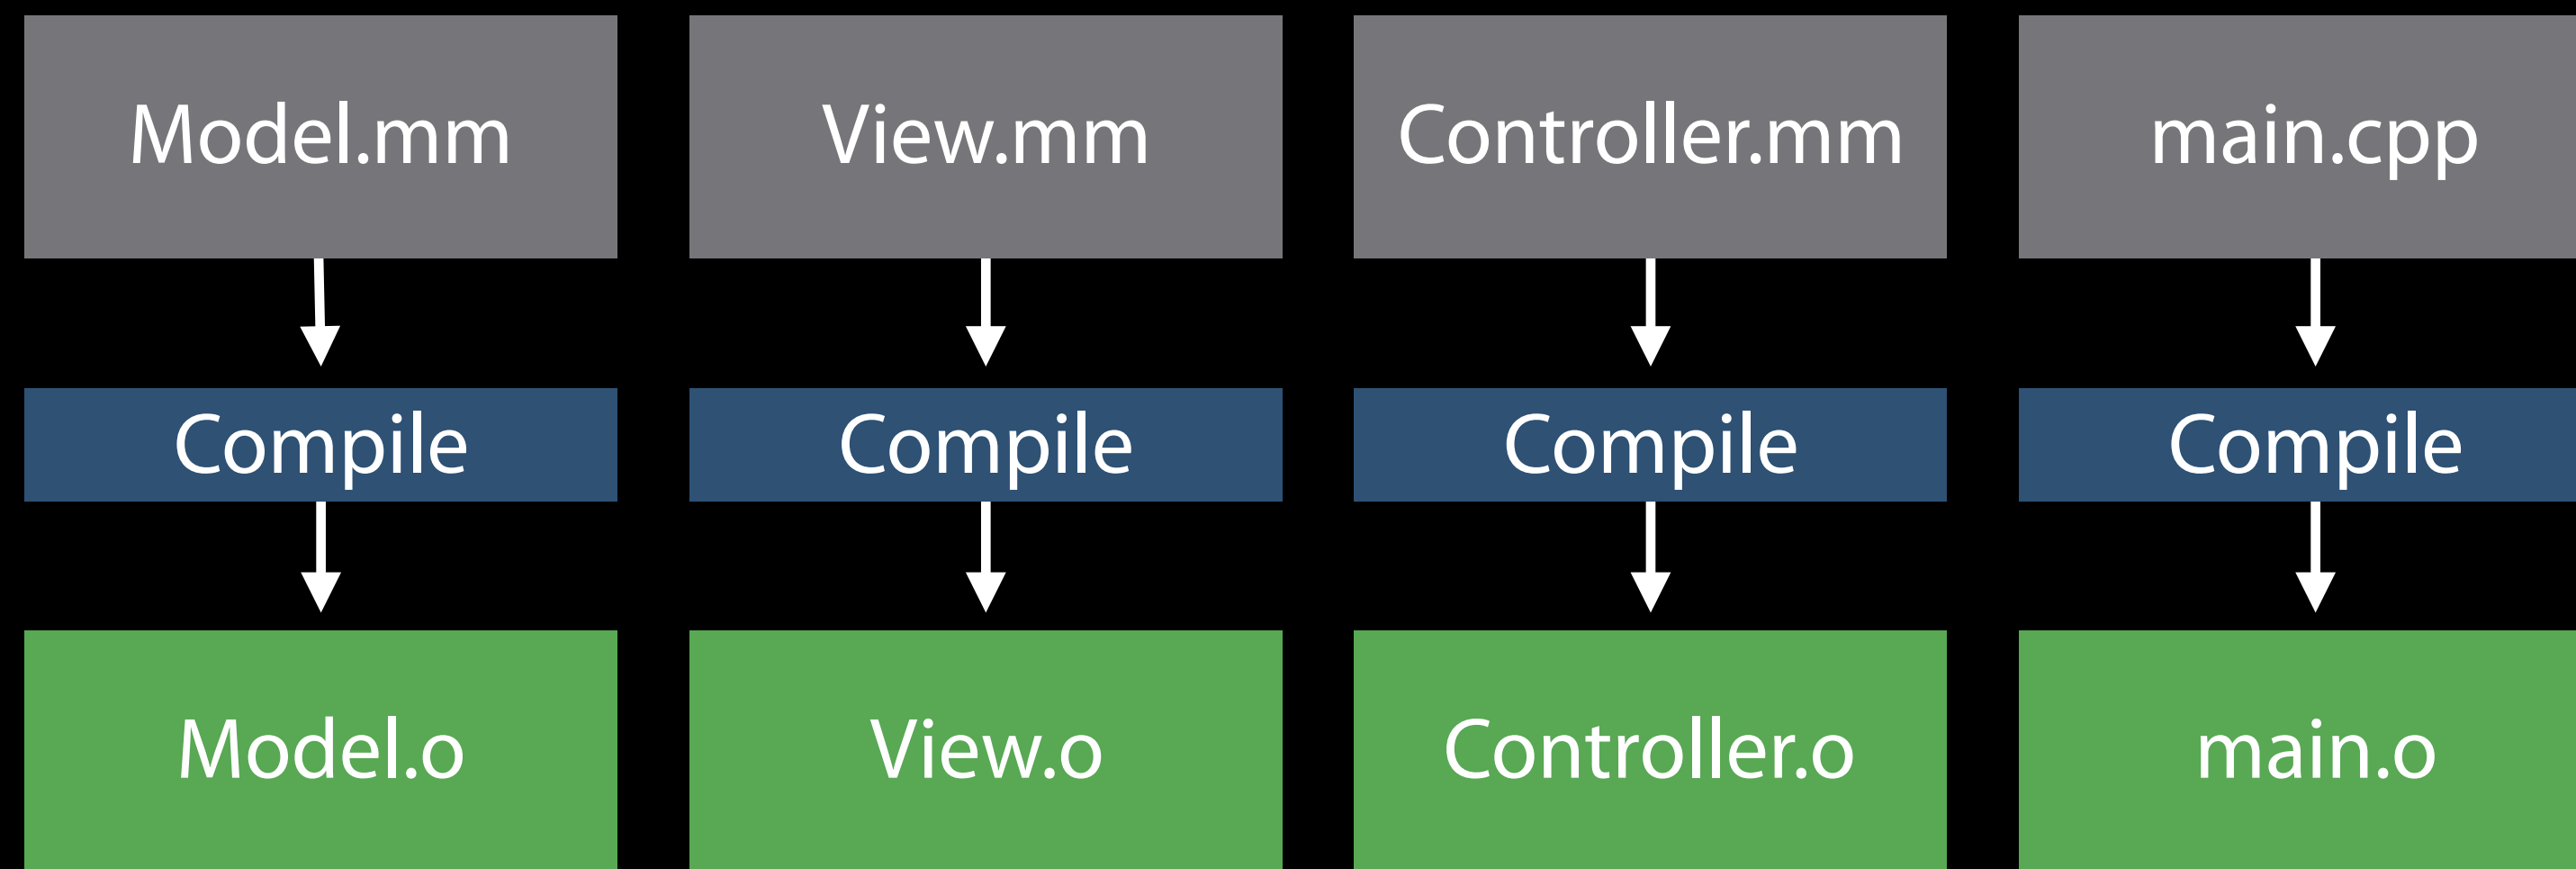 Model.mm
View.mm
Controller.mm
main.cpp
Compile
Compile
Compile
Compile
Model.o
View.o
Controller.o
main.o